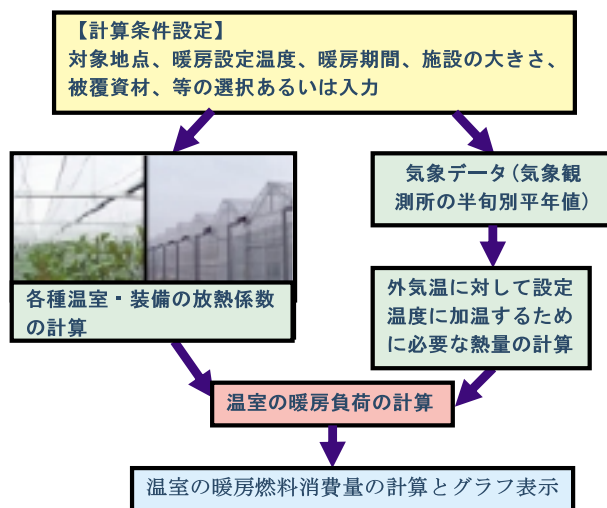 【計算条件設定】
対象地点、暖房設定温度、暖房期間、施設の大きさ、
被覆資材、等の選択あるいは入力
気象データ(気象観
測所の半旬別平年値)
各種温室・装備の放熱係数
の計算
外気温に対して設定
温度に加温するため
に必要な熱量の計算
温室の暖房負荷の計算
温室の暖房燃料消費量の計算とグラフ表示